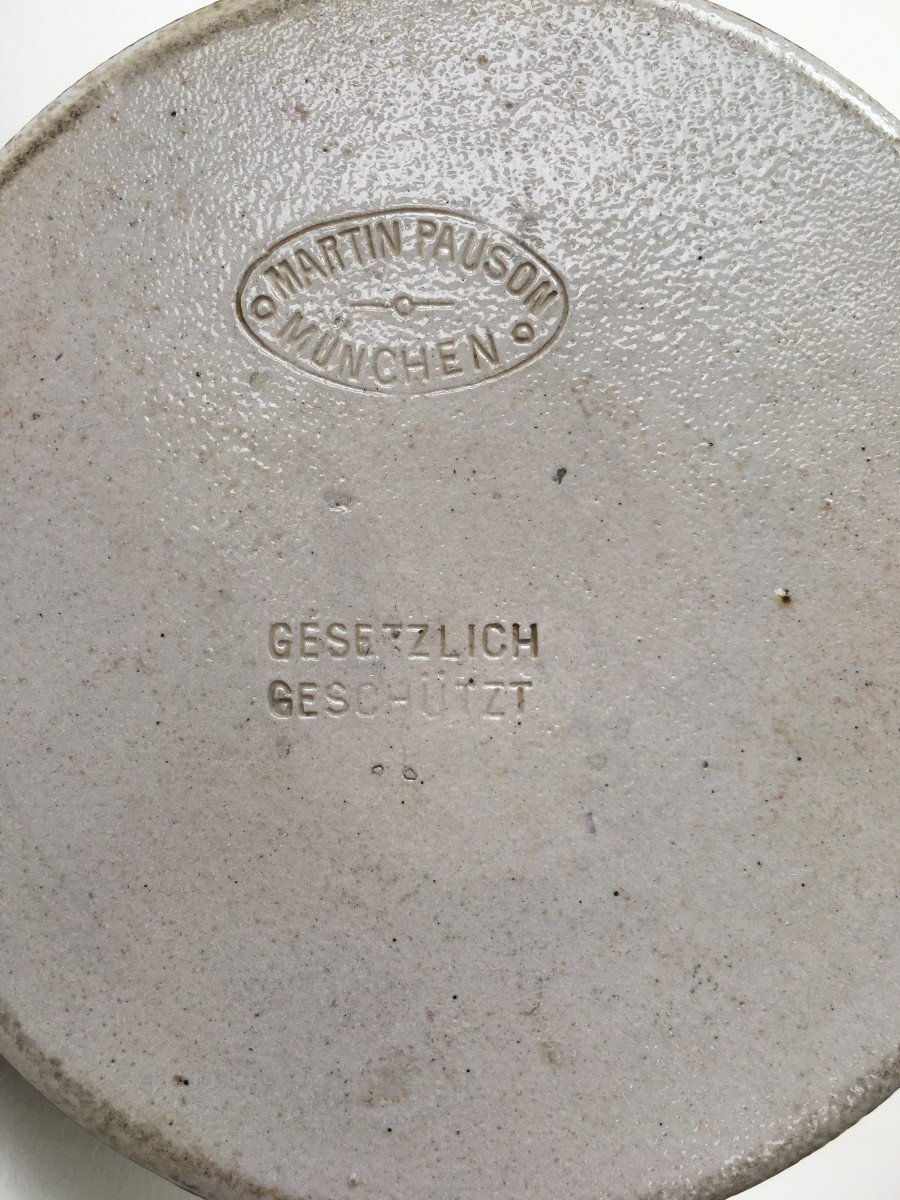 MARTIN PAUSON
MÜNCHEN
GESETZLICH
GESCHÜTZT